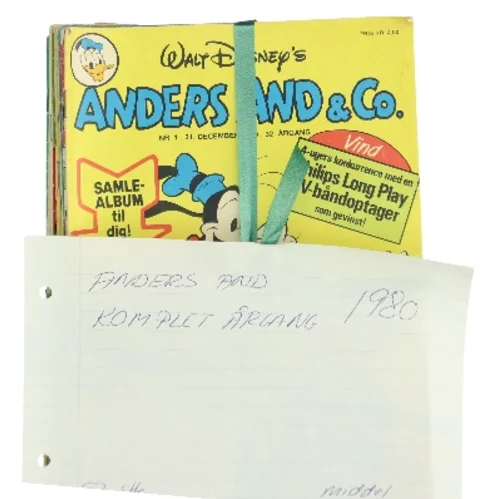 WALT DISNEY'S
ANDERS AND & Co.
NR. 1 · 31. DECEMBER 32. ÅRGANG
SAMLE-
ALBUM
til
dig!
Vind
4-ugers konkurrence med en
Philips Long Play
TV-båndoptager
som gevinst!
ANDERS AND
KOMPLET ÅRGANG 1980
middel